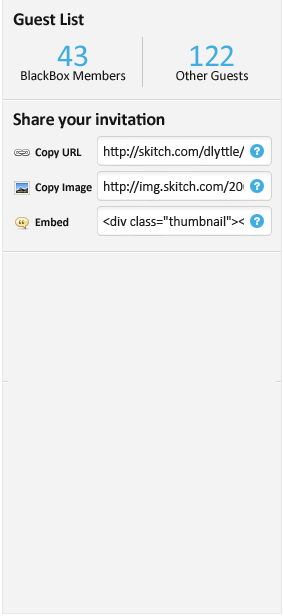 Guest List
43
BlackBox Members
122
Other Guests
Share your invitation
Copy URL
http://skitch.com/dlyttle/
?
Copy Image
http://img.skitch.com/20
?
Embed
<div class="thumbnail"><
?